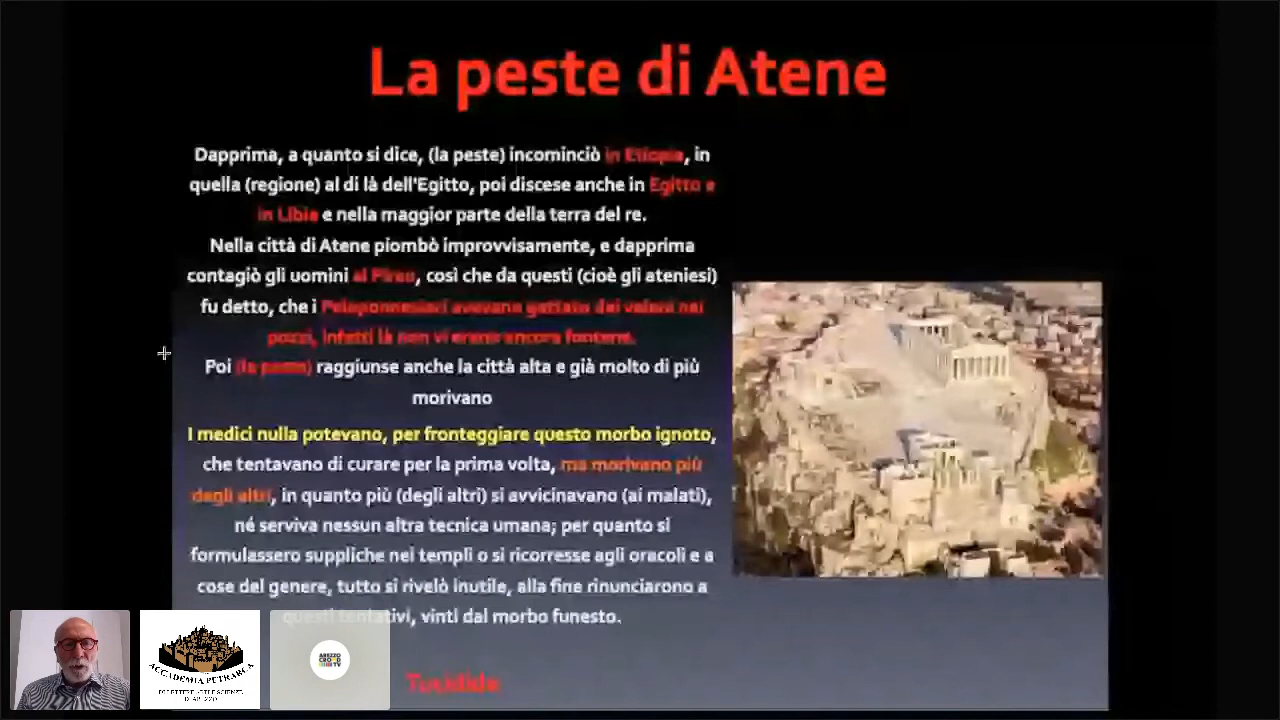 La peste di Atene
Dapprima, a quanto si dice, (la peste) incominciò in Etiopia, in
quella (regione) al di là dell'Egitto, poi discese anche in Egitto e
in Libia e nella maggior parte della terra del re.
Nella città di Atene piombò improvvisamente, e dapprima
contagiò gli uomini al Pireo, così che da questi (cioè gli ateniesi)
fu detto, che i Peloponnesiaci avevano gettato dei veleni nei
pozzi, infatti là non vi erano ancora fontane.
Poi (la peste) raggiunse anche la città alta e già molto di più
morivano
I medici nulla potevano, per fronteggiare questo morbo ignoto,
che tentavano di curare per la prima volta, ma morivano più
degli altri, in quanto più (degli altri) si avvicinavano (ai malati),
né serviva nessun altra tecnica umana; per quanto si
formulassero suppliche nei templi o si ricorresse agli oracoli e a
cose del genere, tutto si rivelò inutile, alla fine rinunciarono a
questi tentativi, vinti dal morbo funesto.
Tucidide
ACCADEMIA PETRARCA
DI LETTERE ARTI E SCIENZE
DI AREZZO
AREZZO
CROWD
TV